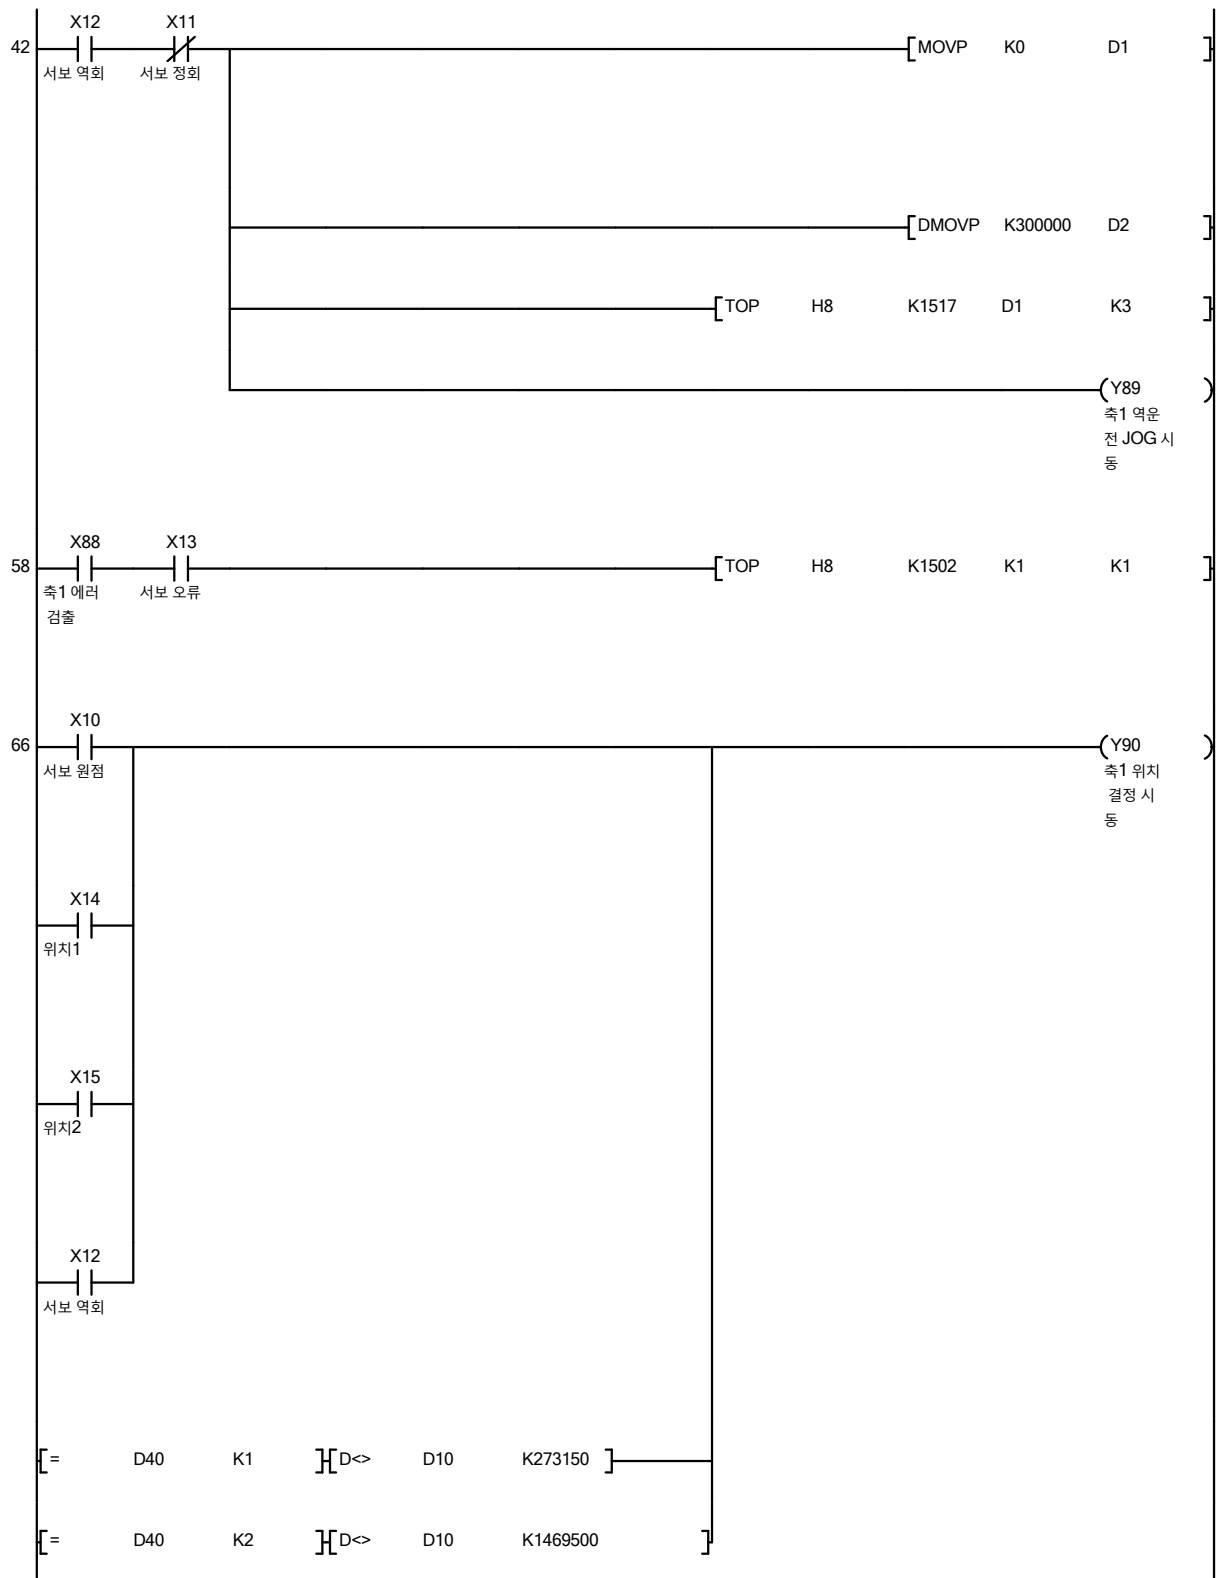 X12 X11
42 MOVP K0 D1
서보 역회 서보 정회
DMOVP K300000 D2
TOP H8 K1517 D1 K3
Y89
축1 역운
전 JOG 시
동
X88 X13
58 TOP H8 K1502 K1 K1
축1 에러 서보 오류
검출
X10
66 Y90
서보 원점 축1 위치
결정 시
동
X14
위치1
X15
위치2
X12
서보 역회
= D40 K1 D<> D10 K273150
= D40 K2 D<> D10 K1469500